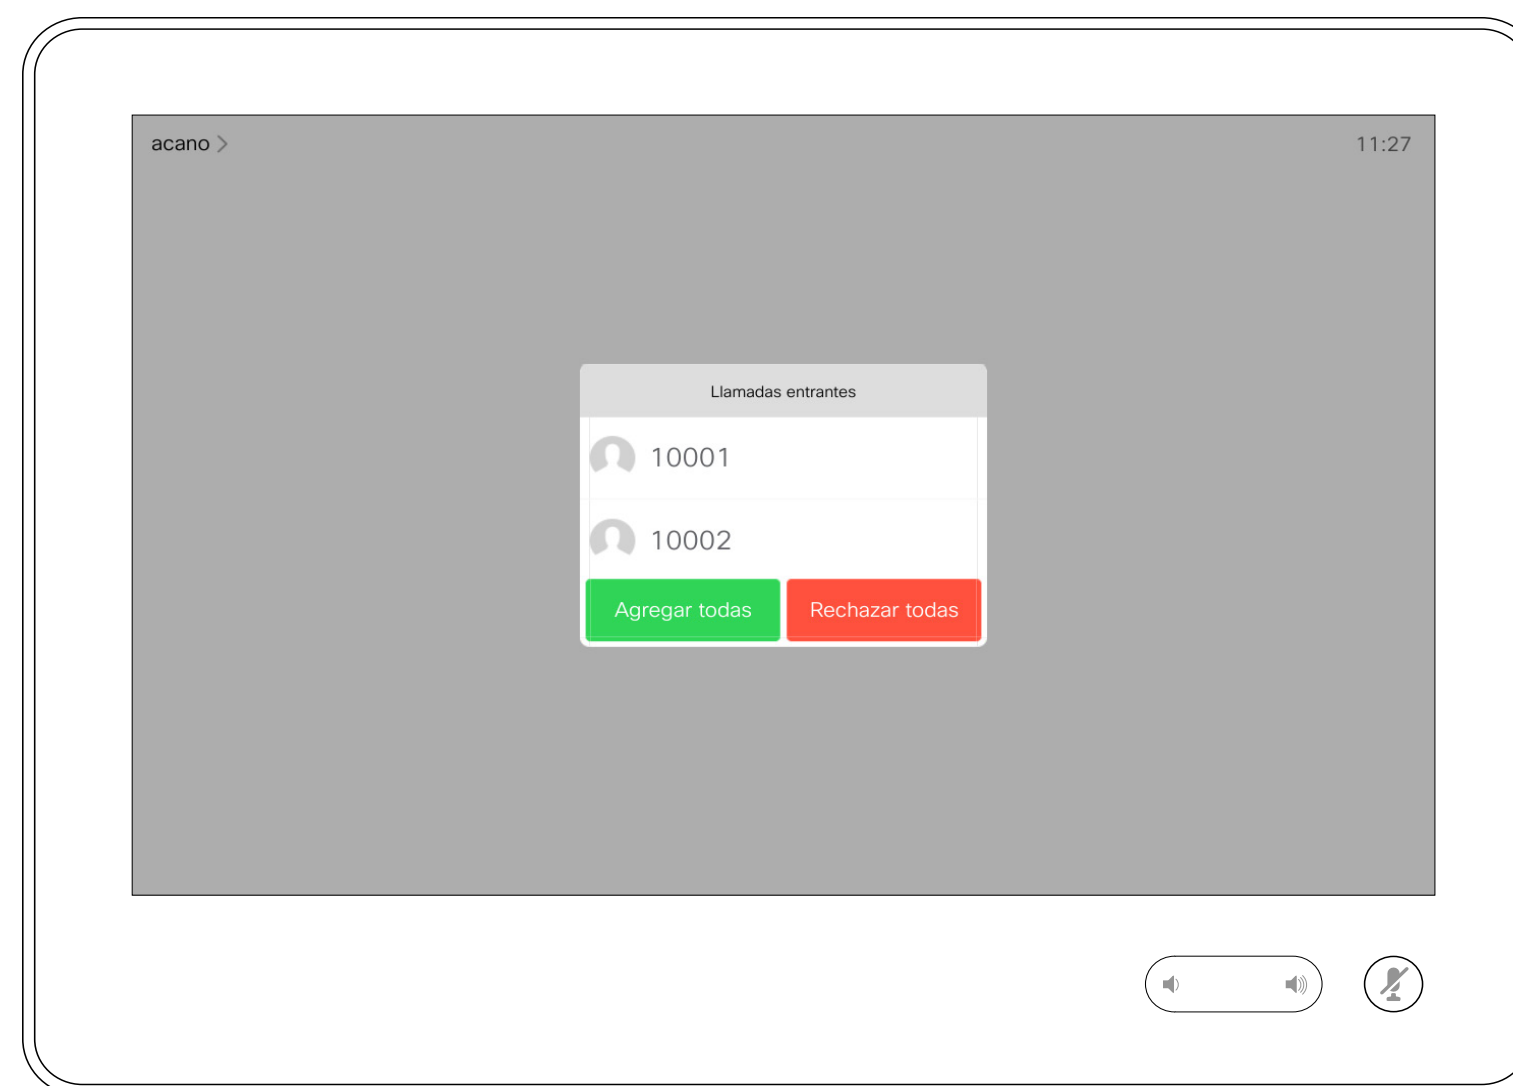 acano
11:27
Llamadas entrantes
10001
10002
Agregar todas
Rechazar todas